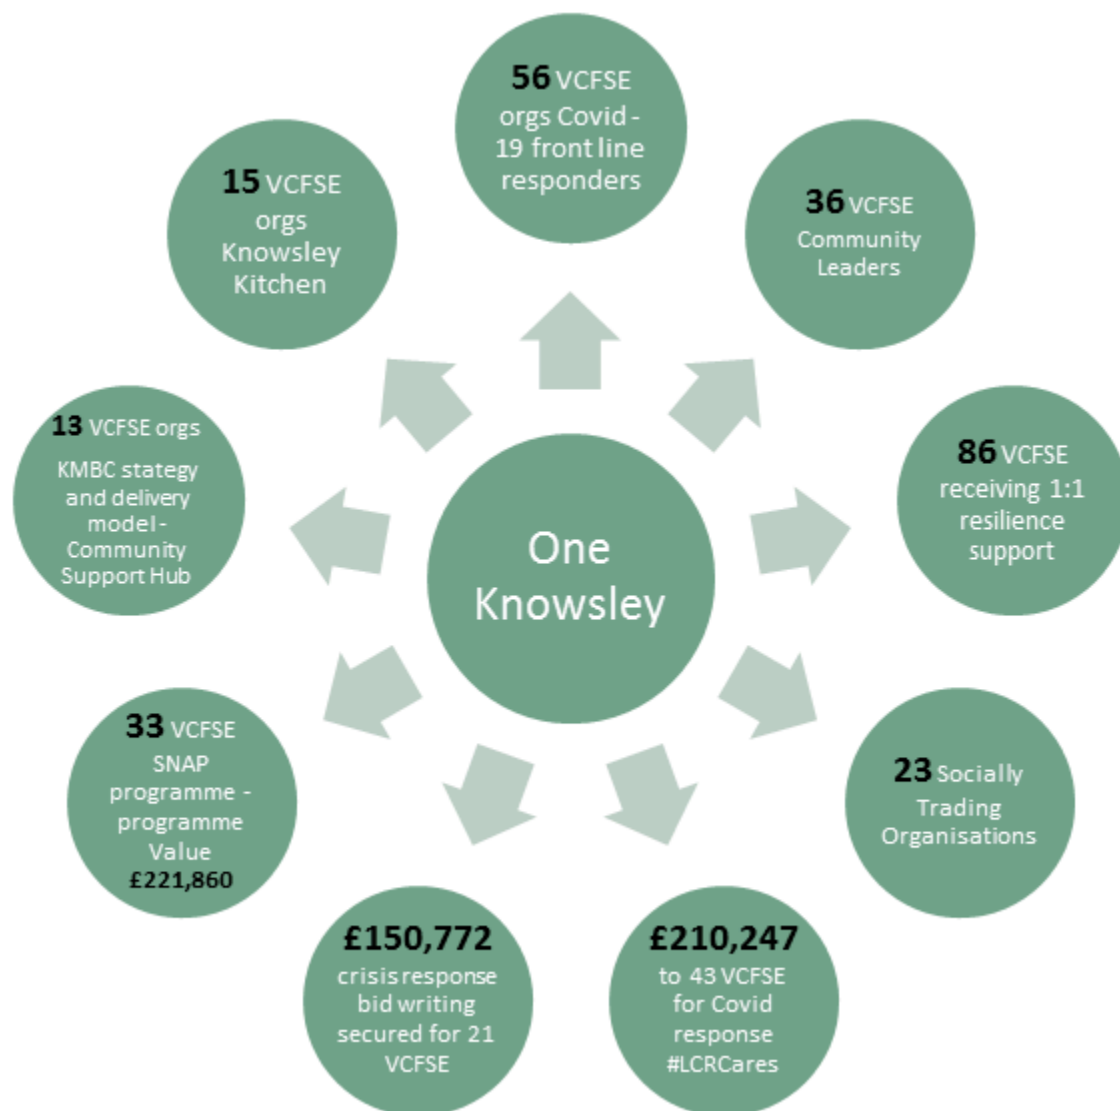 56 VCFSE
orgs Covid -
19 front line
responders
36 VCFSE
Community
Leaders
86 VCFSE
receiving 1:1
resilience
support
23 Socially
Trading
Organisations
£210,247
to 43 VCFSE
for Covid
response
#LCRCares
£150,772
crisis response
bid writing
secured for 21
VCFSE
33 VCFSE
SNAP
programme -
programme
Value
£221,860
13 VCFSE orgs
KMBC stategy
and delivery
model -
Community
Support Hub
15 VCFSE
orgs
Knowsley
Kitchen
One
Knowsley